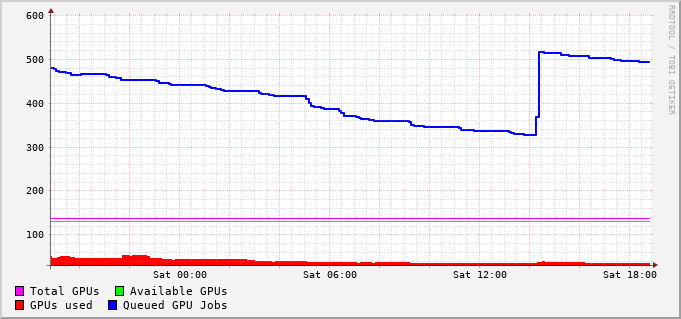 600
500
400
300
200
100
Sat 00:00
Sat 06:00
Sat 12:00
Sat 18:00
Total GPUs
Available GPUs
GPUs used
Queued GPU Jobs
RRDTOOL / TOBI OETIKER